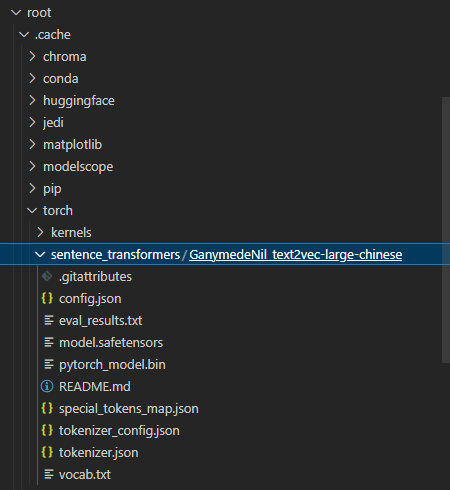 root
.cache
chroma
conda
huggingface
jedi
matplotlib
modelscope
pip
torch
kernels
sentence_transformers / GanymedeNil_text2vec-large-chinese
.gitattributes
config.json
eval_results.txt
model.safetensors
pytorch_model.bin
README.md
special_tokens_map.json
tokenizer_config.json
tokenizer.json
vocab.txt